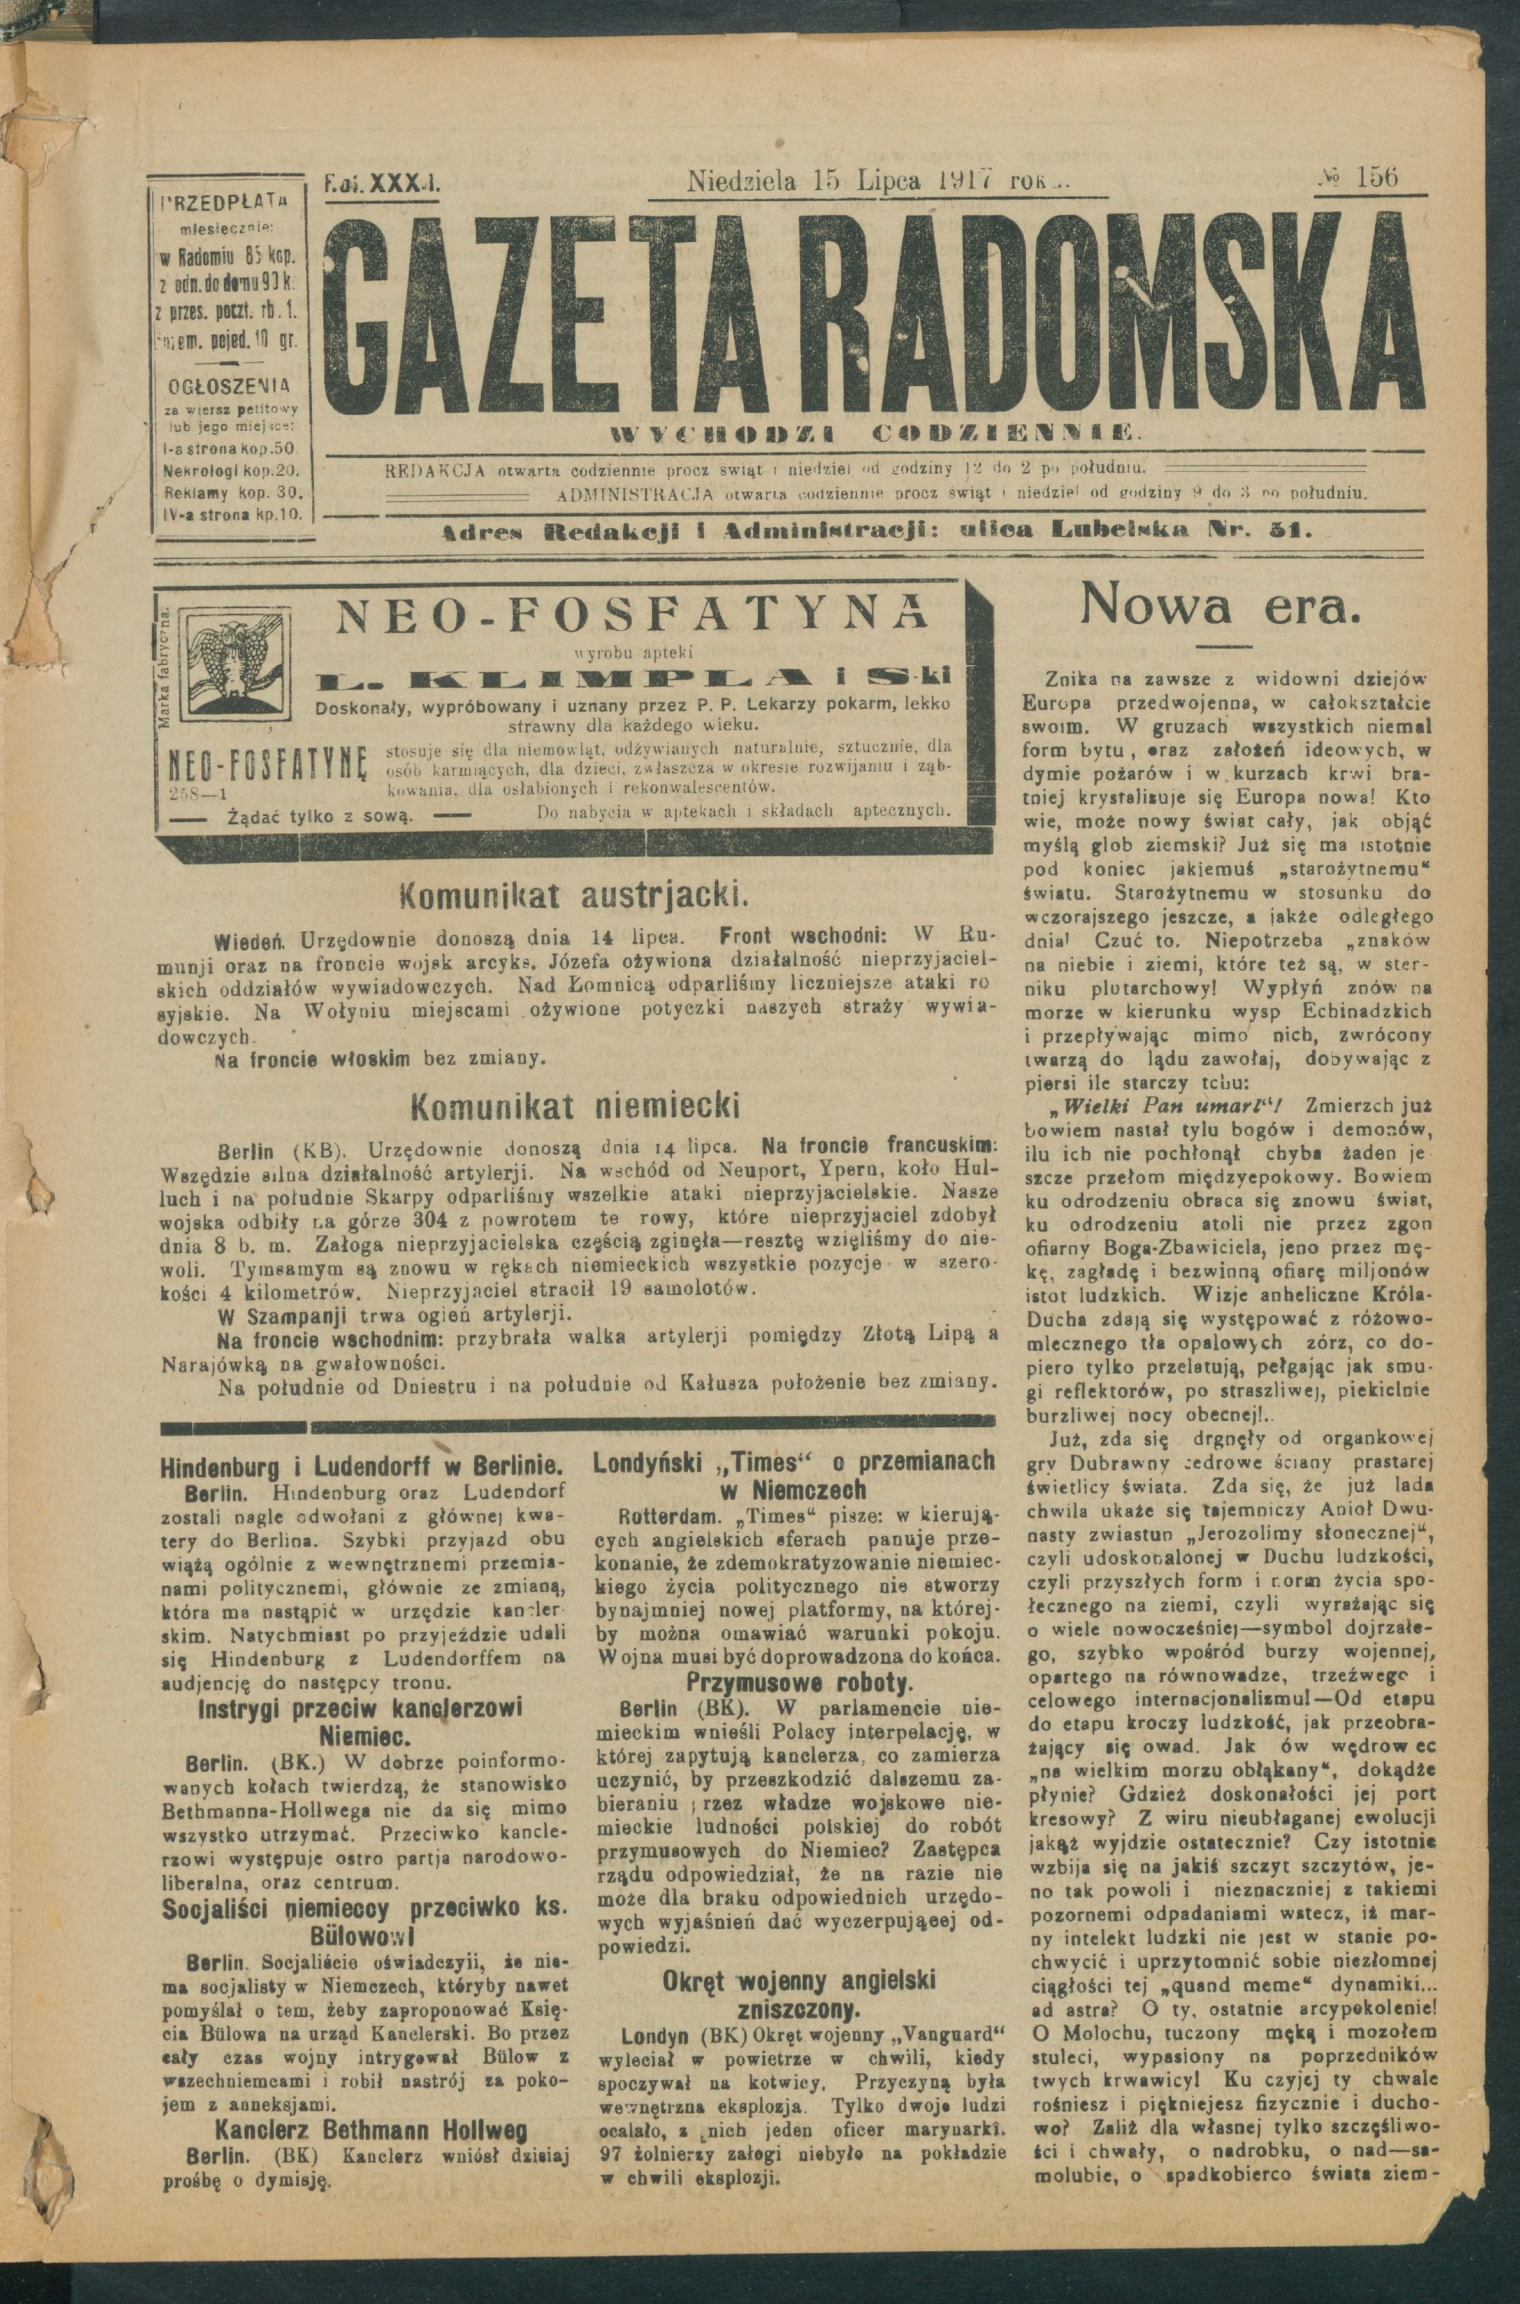 PRZEDPŁATA
miesięcznie:
w Radomiu 85 kop.
z odn. do domu 90 k.
z przes. poczt. rb. 1.
pojed. 10 gr.
OGŁOSZENIA
za wiersz petitowy
lub jego miejsce:
I-a strona kop. 50.
Nekrologi kop. 20.
Reklamy kop. 30.
IV-a strona kp. 10.
Niedziela 15 Lipca 1917
№ 156
GAZETA RADOMSKA
WYCHODZI CODZIENNIE.
REDAKCJA otwarta codziennie procz swiąt i niedziel od godziny 12 do 2 po południu.
ADMINISTRACJA otwarta codziennie procz świąt i niedziel od godziny 9 do 3 po południu.
Adres Redakcji i Administracji: ulica Lubelska Nr. 51.
Marka fabryczna.
NEO-FOSFATYNA
wyrobu apteki
L. KLIMPLA i S-ki
Doskonały, wypróbowany i uznany przez P. P. Lekarzy pokarm, lekko
strawny dla każdego wieku.
NEO-FOSFATYNĘ
stosuje się dla niemowląt, odżywianych naturalnie, sztucznie, dla
osób karmiących, dla dzieci, zwłaszcza w okresie rozwijaniu i ząb-
kowania, dla osłabionych i rekonwalescentów.
258—1
Żądać tylko z sową.
Do nabycia w aptekach i składach aptecznych.
Komunikat austrjacki.
Wiedeń. Urzędownie donoszą dnia 14 lipca. Front wschodni: W Ru-
munji oraz na froncie wojsk arcyks. Józefa ożywiona działalność nieprzyjaciel-
skich oddziałów wywiadowczych. Nad Łomnicą odparliśmy liczniejsze ataki ro
syjskie. Na Wołyniu miejscami ożywione potyczki naszych straży wywia-
dowczych.
Na froncie włoskim bez zmiany.
Komunikat niemiecki
Berlin (KB). Urzędownie donoszą dnia 14 lipca. Na froncie francuskim:
Wszędzie silna działalność artylerji. Na wschód od Neuport, Ypern, koło Hul-
luch i na południe Skarpy odparliśmy wszelkie ataki nieprzyjacielskie. Nasze
wojska odbiły na górze 304 z powrotem te rowy, które nieprzyjaciel zdobył
dnia 8 b. m. Załoga nieprzyjacielska częścią zginęła—resztę wzięliśmy do nie-
woli. Tymsamym są znowu w rękach niemieckich wszystkie pozycje w szero-
kości 4 kilometrów. Nieprzyjaciel stracił 19 samolotów.
W Szampanji trwa ogień artylerji.
Na froncie wschodnim: przybrała walka artylerji pomiędzy Złotą Lipą a
Narajówką na gwałowności.
Na południe od Dniestru i na południe od Kałusza położenie bez zmiany.
Hindenburg i Ludendorff w Berlinie.
Berlin. Hindenburg oraz Ludendorf
zostali nagle odwołani z głównej kwa-
tery do Berlina. Szybki przyjazd obu
wiążą ogólnie z wewnętrznemi przemia-
nami politycznemi, głównie ze zmianą,
która ma nastąpić w urzędzie kancler-
skim. Natychmiast po przyjeździe udali
się Hindenburg z Ludendorffem na
audjencję do następcy tronu.
Instrygi przeciw kanclerzowi
Niemiec.
Berlin. (BK.) W dobrze poinformo-
wanych kołach twierdzą, że stanowisko
Bethmanna-Hollwega nie da się mimo
wszystko utrzymać. Przeciwko kancle-
rzowi występuje ostro partja narodowo-
liberalna, oraz centrum.
Socjaliści niemieccy przeciwko ks.
Bülowowi
Berlin. Socjaliście oświadczyii, że nie-
ma socjalisty w Niemczech, któryby nawet
pomyślał o tem, żeby zaproponować Księ-
cia Bülowa na urząd Kanclerski. Bo przez
cały czas wojny intrygował Bülow z
wszechniemcami i robił nastrój za poko-
jem z anneksjami.
Kanclerz Bethmann Hollweg
Berlin. (BK) Kanclerz wniósł dzisiaj
prośbę o dymisję.
Londyński „Times“ o przemianach
w Niemczech
Rotterdam. „Times“ pisze: w kierują-
cych angielskich sferach panuje prze-
konanie, że zdemokratyzowanie niemiec-
kiego życia politycznego nie stworzy
bynajmniej nowej platformy, na której-
by można omawiać warunki pokoju.
Wojna musi być doprowadzona do końca.
Przymusowe roboty.
Berlin (BK). W parlamencie nie-
mieckim wnieśli Polacy interpelację, w
której zapytują kanclerza, co zamierza
uczynić, by przeszkodzić dalszemu za-
bieraniu przez władze wojskowe nie-
mieckie ludności polskiej do robót
przymusowych do Niemiec? Zastępca
rządu odpowiedział, że na razie nie
może dla braku odpowiednich urzędo-
wych wyjaśnień dać wyczerpująeej od-
powiedzi.
Okręt wojenny angielski
zniszczony.
Londyn (BK) Okręt wojenny „Vanguard“
wyleciał w powietrze w chwili, kiedy
spoczywał na kotwicy. Przyczyną była
wewnętrzna eksplozja. Tylko dwoje ludzi
ocalało, z nich jeden oficer marynarki.
97 żolnierzy załogi niebyło na pokładzie
w chwili eksplozji.
Nowa era.
Znika na zawsze z widowni dziejów
Europa przedwojenna, w całokształcie
swoim. W gruzach wszystkich niemal
form bytu, oraz założeń ideowych, w
dymie pożarów i w kurzach krwi bra-
tniej krystalizuje się Europa nowa! Kto
wie, może nowy świat cały, jak objąć
myślą glob ziemski? Już się ma istotnie
pod koniec jakiemuś „starożytnemu“
światu. Starożytnemu w stosunku do
wczorajszego jeszcze, a jakże odległego
dnia! Czuć to. Niepotrzeba „znaków
na niebie i ziemi, które też są, w ster-
niku plutarchowy! Wypłyń znów na
morze w kierunku wysp Echinadzkich
i przepływając mimo nich, zwrócony
twarzą do lądu zawołaj, dobywając z
piersi ile starczy tchu:
„Wielki Pan umarł“! Zmierzch już
bowiem nastał tylu bogów i demonów,
ilu ich nie pochłonął chyba żaden je
szcze przełom międzyepokowy. Bowiem
ku odrodzeniu obraca się znowu świat,
ku odrodzeniu atoli nie przez zgon
ofiarny Boga-Zbawiciela, jeno przez mę-
kę, zagładę i bezwinną ofiarę miljonów
istot ludzkich. Wizje anheliczne Króla-
Ducha zdają się występować z różowo-
mlecznego tła opalowych zórz, co do-
piero tylko przelatują, pełgając jak smu-
gi reflektorów, po straszliwej, piekielnie
burzliwej nocy obecnej!..
Już, zda się drgnęły od organkowej
gry Dubrawny cedrowe ściany prastarej
świetlicy świata. Zda się, że już lada
chwila ukaże się tajemniczy Anioł Dwu-
nasty zwiastun „Jerozolimy słonecznej“,
czyli udoskonalonej w Duchu ludzkości,
czyli przyszłych form i norm życia spo-
łecznego na ziemi, czyli wyrażając się
o wiele nowocześniej—symbol dojrzałe-
go, szybko wpośród burzy wojennej,
opartego na równowadze, trzeźwego i
celowego internacjonalizmu!—Od etapu
do etapu kroczy ludzkość, jak przeobra-
żający się owad. Jak ów wędrowec
„na wielkim morzu obłąkany“, dokądże
płynie? Gdzież doskonałości jej port
kresowy? Z wiru nieubłaganej ewolucji
jakąż wyjdzie ostatecznie? Czy istotnie
wzbija się na jakiś szczyt szczytów, je-
no tak powoli i nieznaczniej z takiemi
pozornemi odpadaniami wstecz, iż mar-
ny intelekt ludzki nie jest w stanie po-
chwycić i uprzytomnić sobie niezłomnej
ciągłości tej „quand meme“ dynamiki...
ad astra? O ty, ostatnie arcypokolenie!
O Molochu, tuczony męką i mozołem
stuleci, wypasiony na poprzedników
twych krwawicy! Ku czyjej ty chwale
rośniesz i piękniejesz fizycznie i ducho-
wo? Zaliż dla własnej tylko szczęśliwo-
ści i chwały, o nadrobku, o nad—sa-
molubie, o spadkobierco świata ziem-